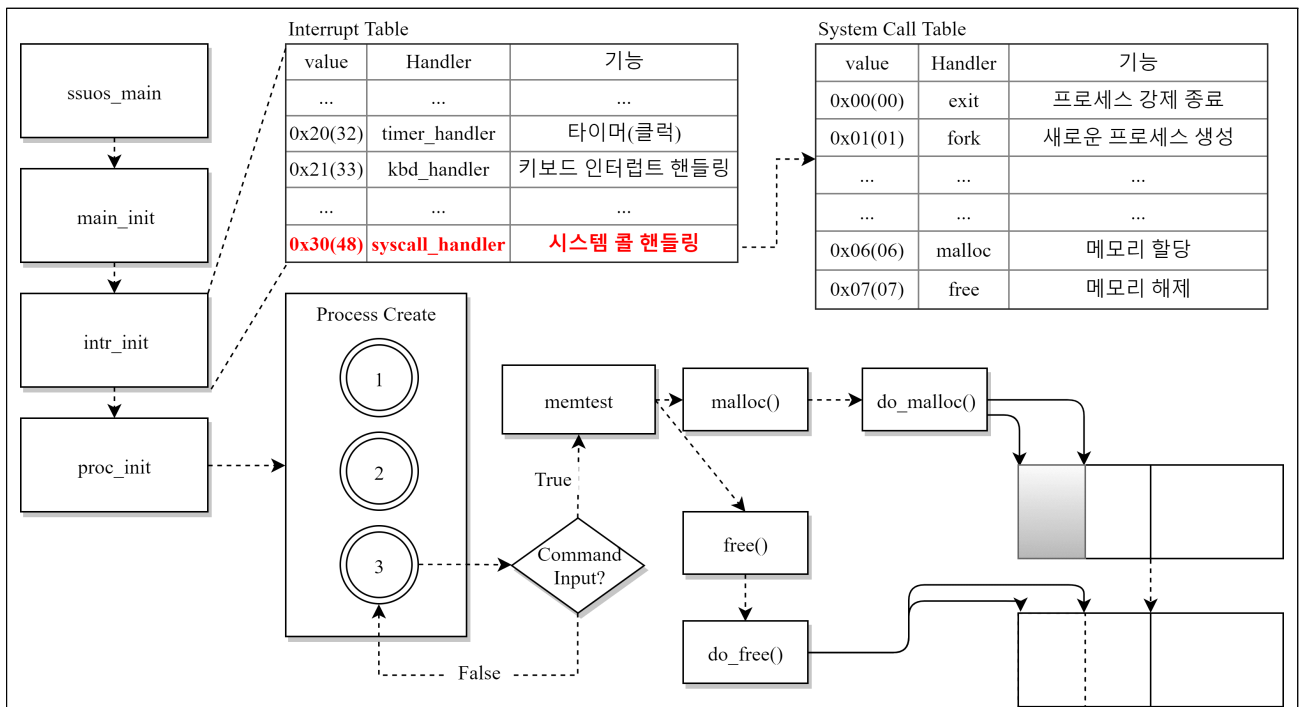 Interrupt Table
value Handler 기능
... ... ...
0x20(32) timer_handler 타이머(클럭)
0x21(33) kbd_handler 키보드 인터럽트 핸들링
... ... ...
0x30(48) syscall_handler 시스템 콜 핸들링
System Call Table
value Handler 기능
0x00(00) exit 프로세스 강제 종료
0x01(01) fork 새로운 프로세스 생성
... ... ...
... ... ...
0x06(06) malloc 메모리 할당
0x07(07) free 메모리 해제
ssuos_main
main_init
intr_init
proc_init
Process Create
1
2
3
Command
Input?
True
False
memtest
malloc()
do_malloc()
free()
do_free()